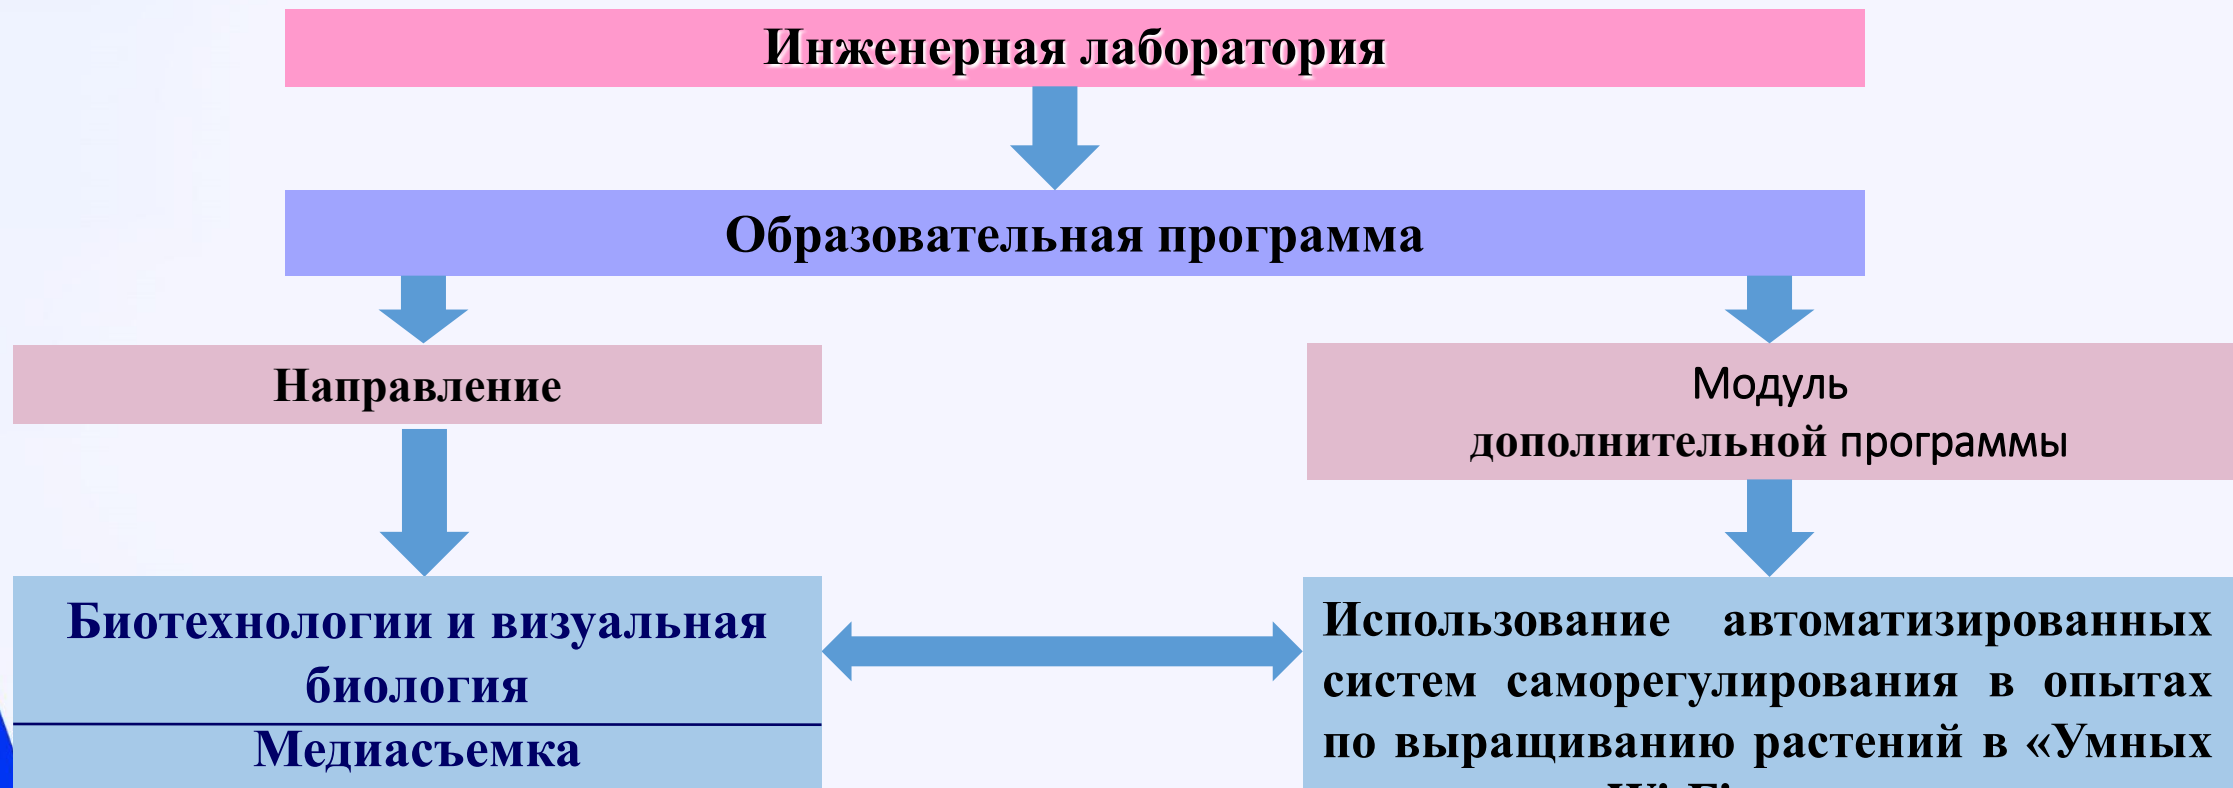 Инженерная лаборатория
Образовательная программа
Направление
Модуль
дополнительной программы
Биотехнологии и визуальная
биология
Медиасъемка
Использование автоматизированных
систем саморегулирования в опытах
по выращиванию растений в «Умных